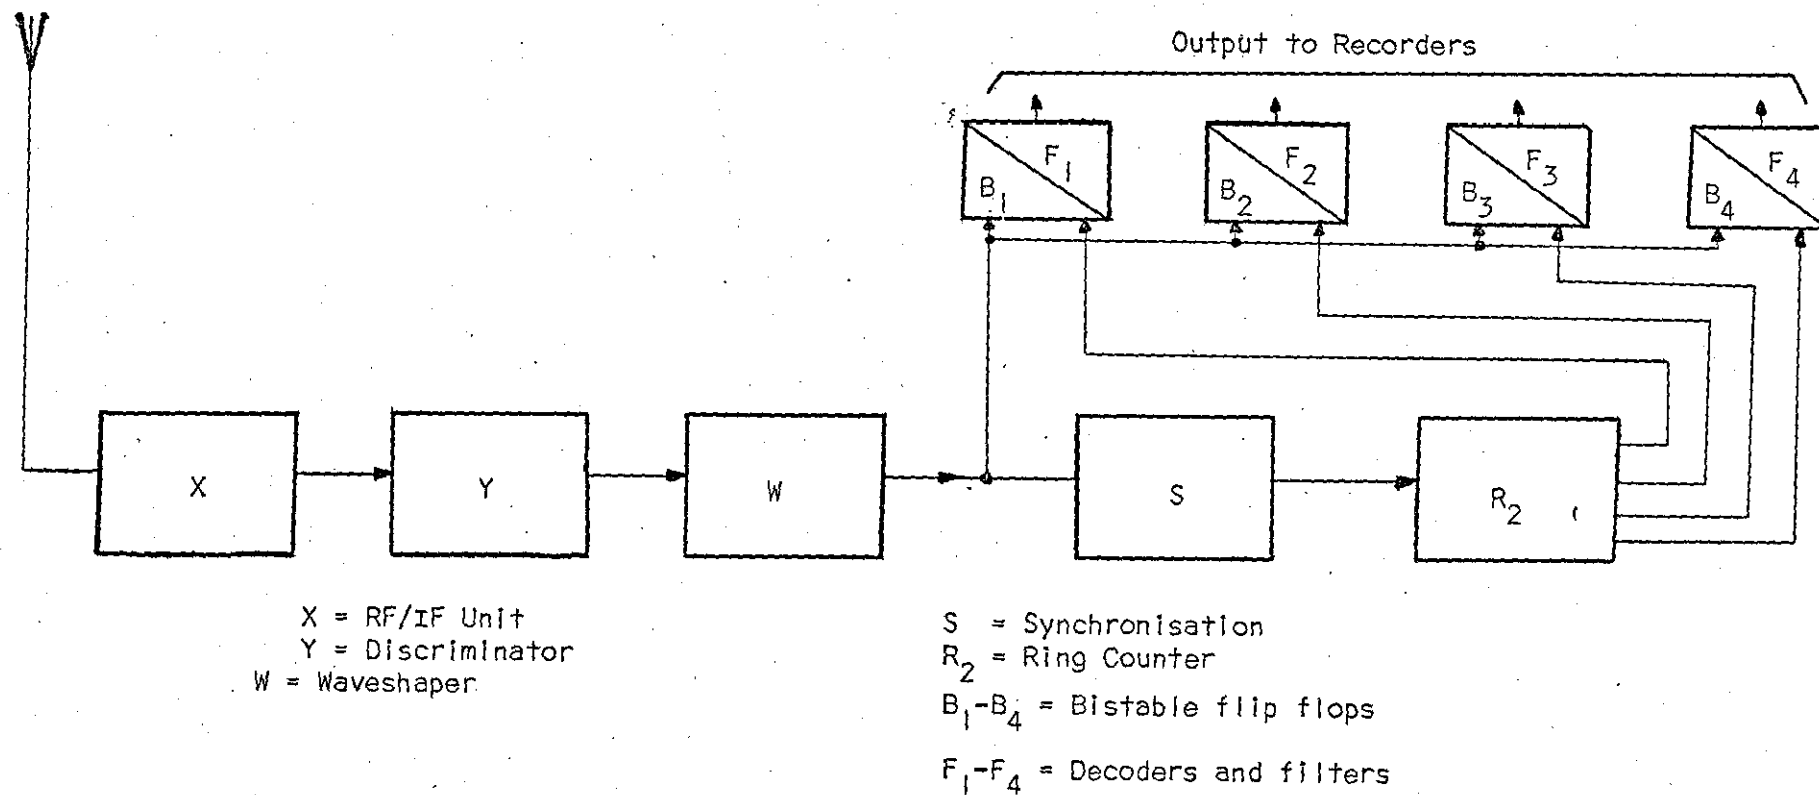 Output to Recorders
F1 F2 F3 F4
B1 B2 B3 B4
X Y W S R2
X = RF/IF Unit
Y = Discriminator
W = Waveshaper
S = Synchronisation
R2 = Ring Counter
B1-B4 = Bistable flip flops
F1-F4 = Decoders and filters